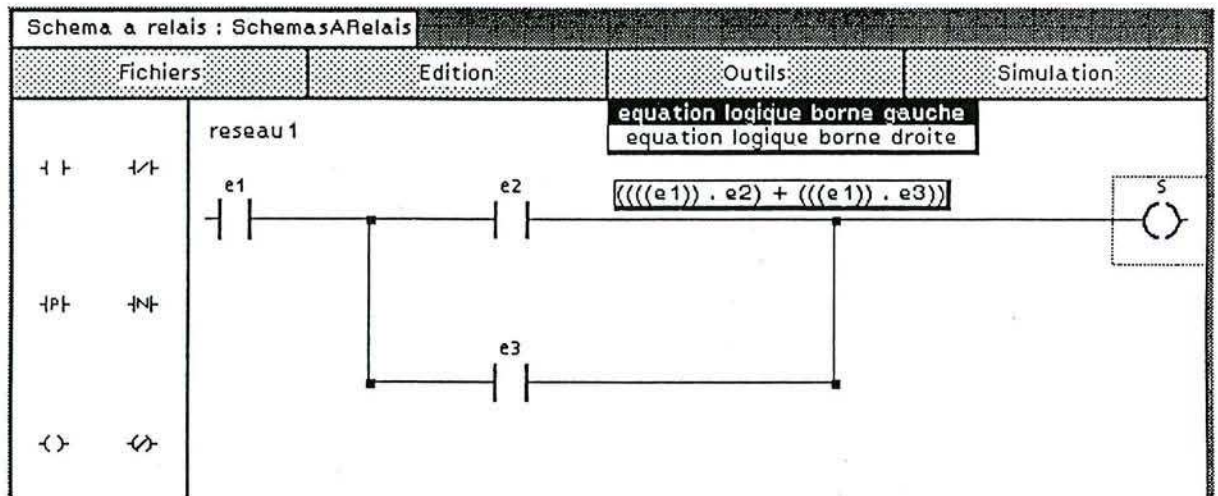 Schema a relais : SchemasARelais
Fichiers Edition Outils Simulation
equation logique borne gauche
equation logique borne droite
reseau1
e1 e2 ((((e1)) . e2) + (((e1)) . e3)) S
P N
e3